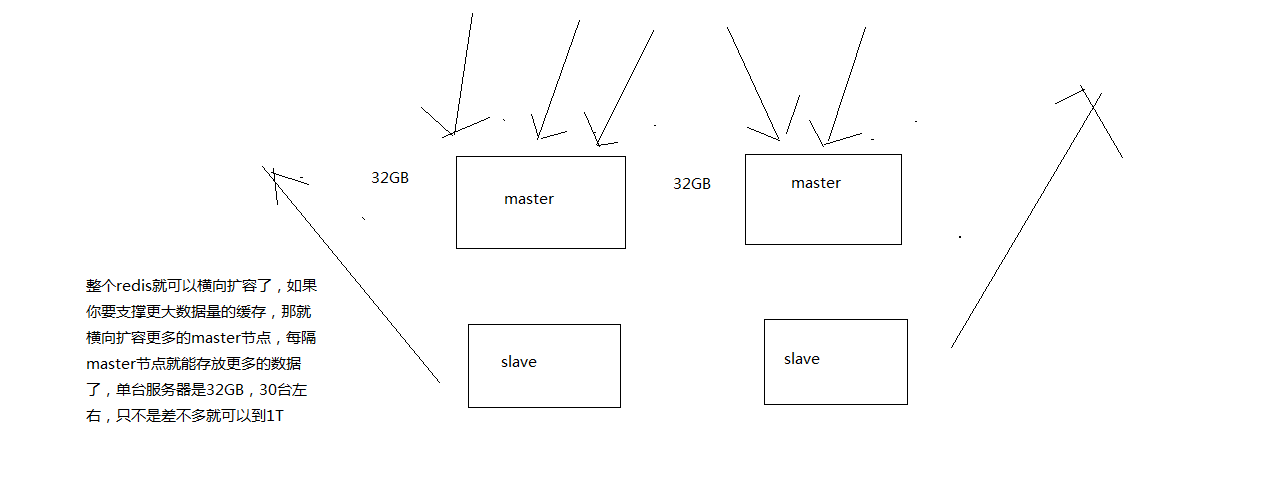 32GB
master
32GB
master
整个redis就可以横向扩容了，如果
你要支撑更大数据量的缓存，那就
横向扩容更多的master节点，每隔
master节点就能存放更多的数据
了，单台服务器是32GB，30台左
右，只不是差不多就可以到1T
slave
slave